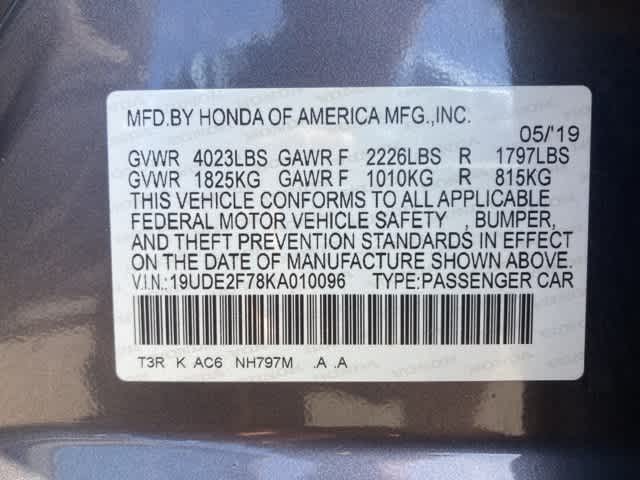 MFD.BY HONDA OF AMERICA MFG.,INC.
05/'19
GVWR 4023LBS GAWR F 2226LBS R 1797LBS
GVWR 1825KG GAWR F 1010KG R 815KG
THIS VEHICLE CONFORMS TO ALL APPLICABLE
FEDERAL MOTOR VEHICLE SAFETY , BUMPER,
AND THEFT PREVENTION STANDARDS IN EFFECT
ON THE DATE OF MANUFACTURE SHOWN ABOVE.
V.I.N.:19UDE2F78KA010096 TYPE:PASSENGER CAR
T3R K AC6 NH797M .A .A